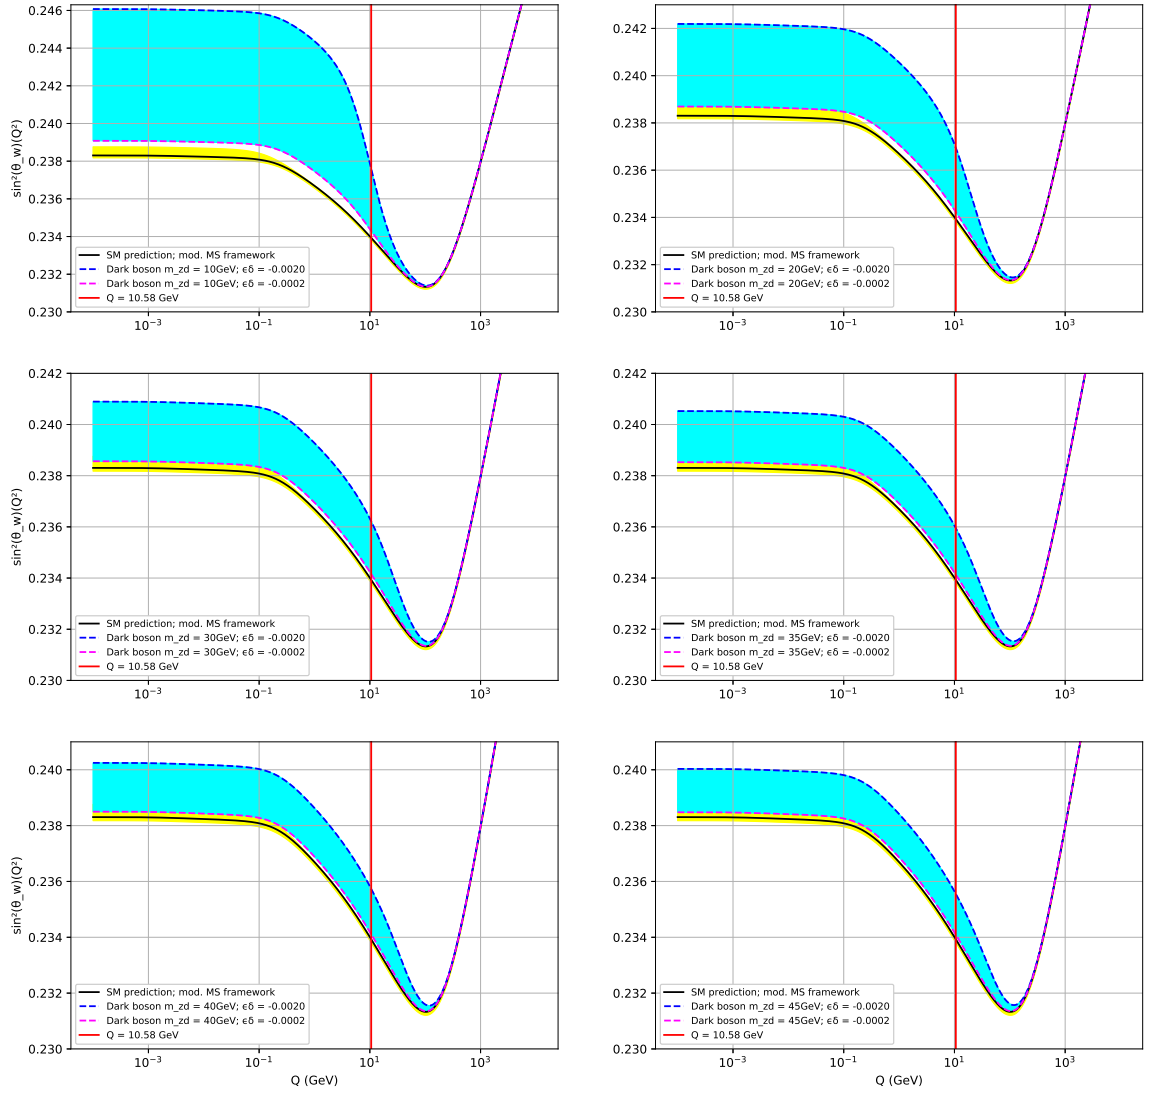 0.246
0.244
0.242
0.240
0.238
0.236
0.234
0.232
0.230
sin²(θ_w)(Q²)
SM prediction; mod. MS framework
Dark boson m_zd = 10GeV; ϵδ = -0.0020
Dark boson m_zd = 10GeV; ϵδ = -0.0002
Q = 10.58 GeV
10⁻³
10⁻¹
10¹
10³
0.242
0.240
0.238
0.236
0.234
0.232
0.230
SM prediction; mod. MS framework
Dark boson m_zd = 20GeV; ϵδ = -0.0020
Dark boson m_zd = 20GeV; ϵδ = -0.0002
Q = 10.58 GeV
10⁻³
10⁻¹
10¹
10³
0.242
0.240
0.238
0.236
0.234
0.232
0.230
sin²(θ_w)(Q²)
SM prediction; mod. MS framework
Dark boson m_zd = 30GeV; ϵδ = -0.0020
Dark boson m_zd = 30GeV; ϵδ = -0.0002
Q = 10.58 GeV
10⁻³
10⁻¹
10¹
10³
0.242
0.240
0.238
0.236
0.234
0.232
0.230
SM prediction; mod. MS framework
Dark boson m_zd = 35GeV; ϵδ = -0.0020
Dark boson m_zd = 35GeV; ϵδ = -0.0002
Q = 10.58 GeV
10⁻³
10⁻¹
10¹
10³
0.240
0.238
0.236
0.234
0.232
0.230
sin²(θ_w)(Q²)
SM prediction; mod. MS framework
Dark boson m_zd = 40GeV; ϵδ = -0.0020
Dark boson m_zd = 40GeV; ϵδ = -0.0002
Q = 10.58 GeV
10⁻³
10⁻¹
10¹
10³
Q (GeV)
0.240
0.238
0.236
0.234
0.232
0.230
SM prediction; mod. MS framework
Dark boson m_zd = 45GeV; ϵδ = -0.0020
Dark boson m_zd = 45GeV; ϵδ = -0.0002
Q = 10.58 GeV
10⁻³
10⁻¹
10¹
10³
Q (GeV)